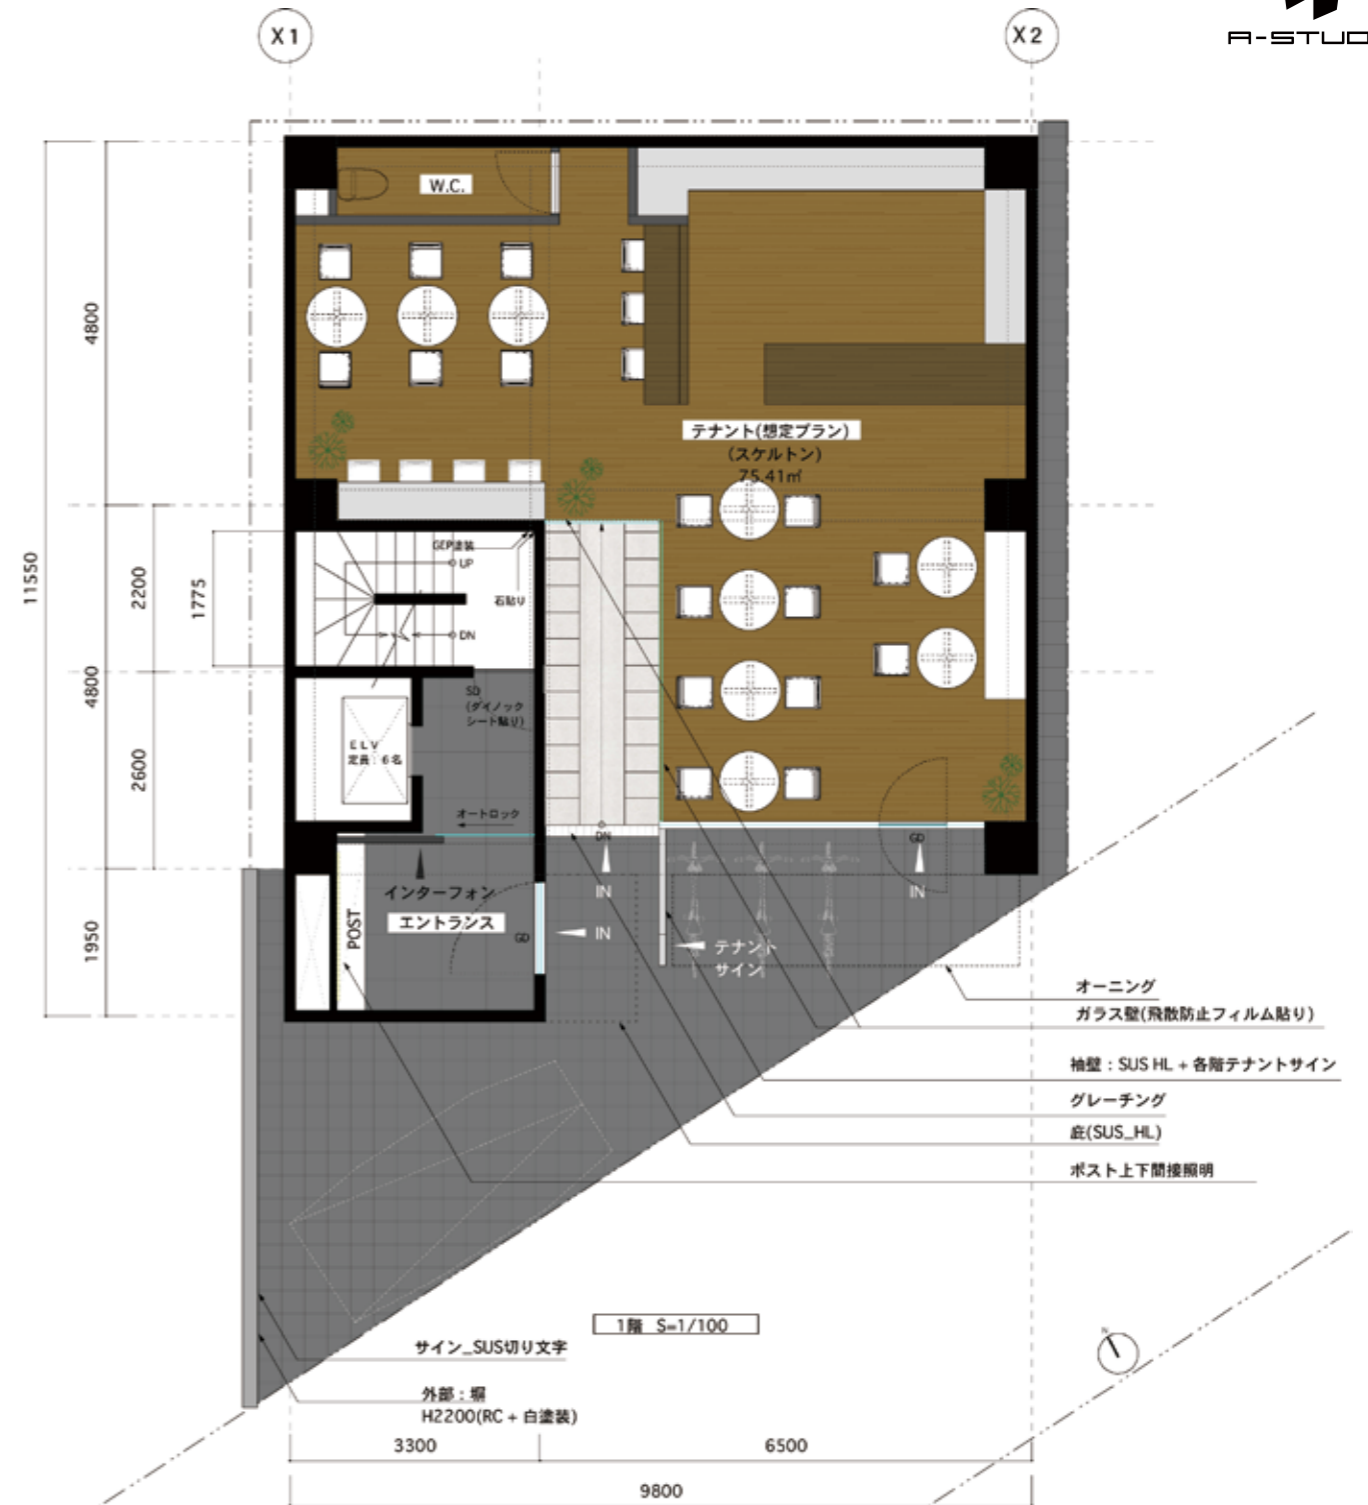 X1
X2
A-STUD
W.C.
4800
テナント(想定プラン)
(スケルトン)
75.41㎡
11550
2200
1775
GEP塗装
UP
石貼り
DN
4800
2600
SD
(ダイノック
シート貼り)
ELV
定員：6名
オートロック
DN
GD
IN
IN
インターフォン
エントランス
POST
GD
IN
テナント
サイン
1950
オーニング
ガラス壁(飛散防止フィルム貼り)
袖壁：SUS HL + 各階テナントサイン
グレーチング
庇(SUS_HL)
ポスト上下間接照明
1階 S=1/100
N
サイン_SUS切り文字
外部：塀
H2200(RC + 白塗装)
3300
6500
9800